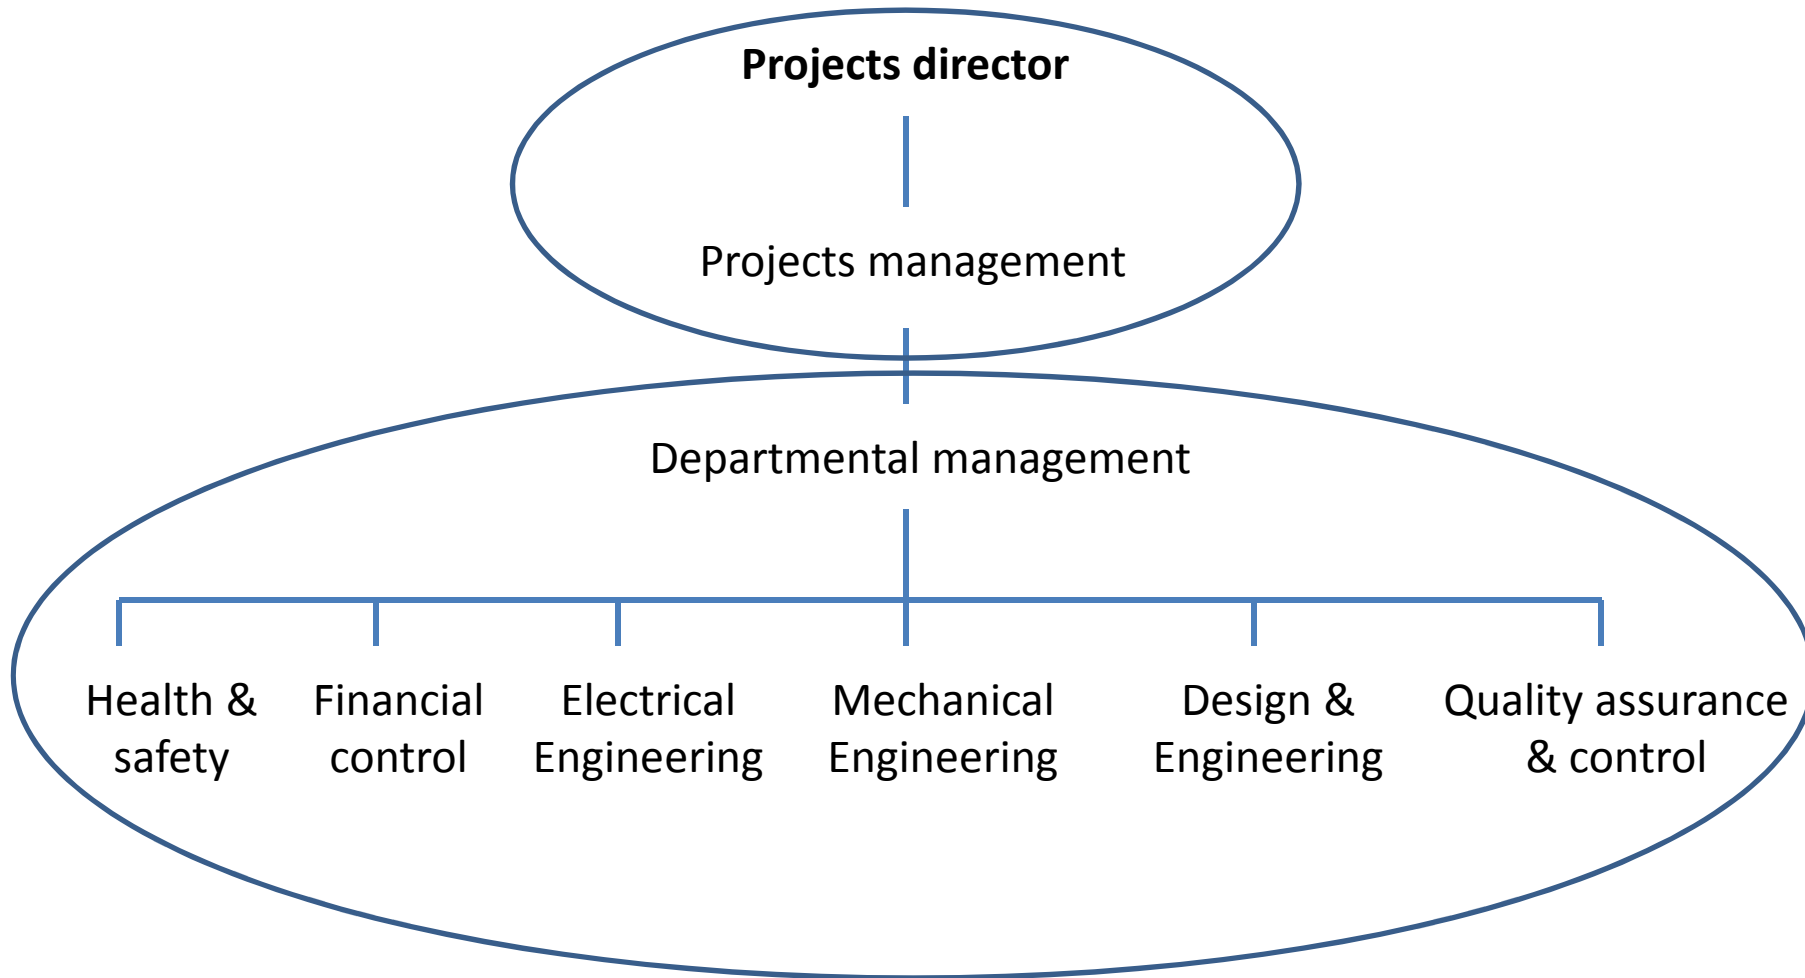 Projects director
Projects management
Departmental management
Health &
safety
Financial
control
Electrical
Engineering
Mechanical
Engineering
Design &
Engineering
Quality assurance
& control